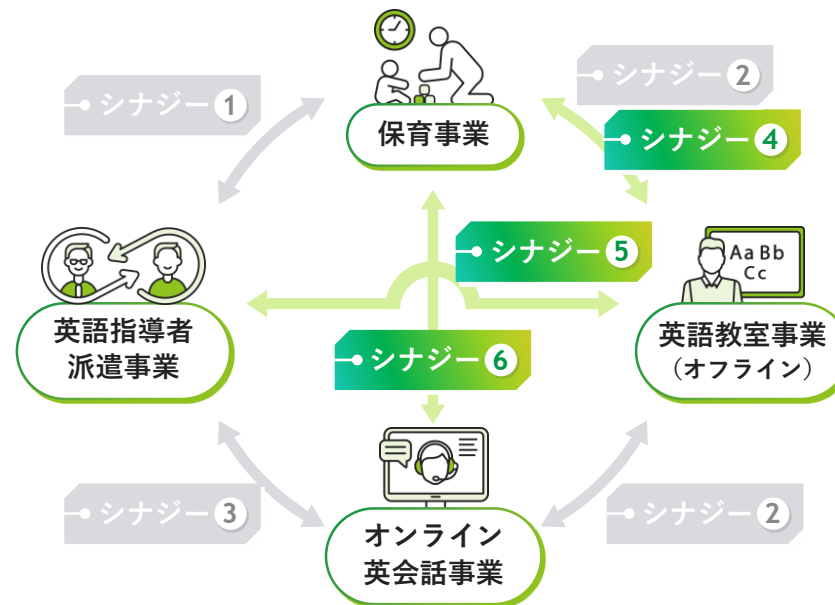 シナジー 1
シナジー 2
保育事業
シナジー 4
シナジー 5
Aa Bb
Cc
英語指導者
派遣事業
英語教室事業
（オフライン）
シナジー 6
シナジー 3
シナジー 2
オンライン
英会話事業